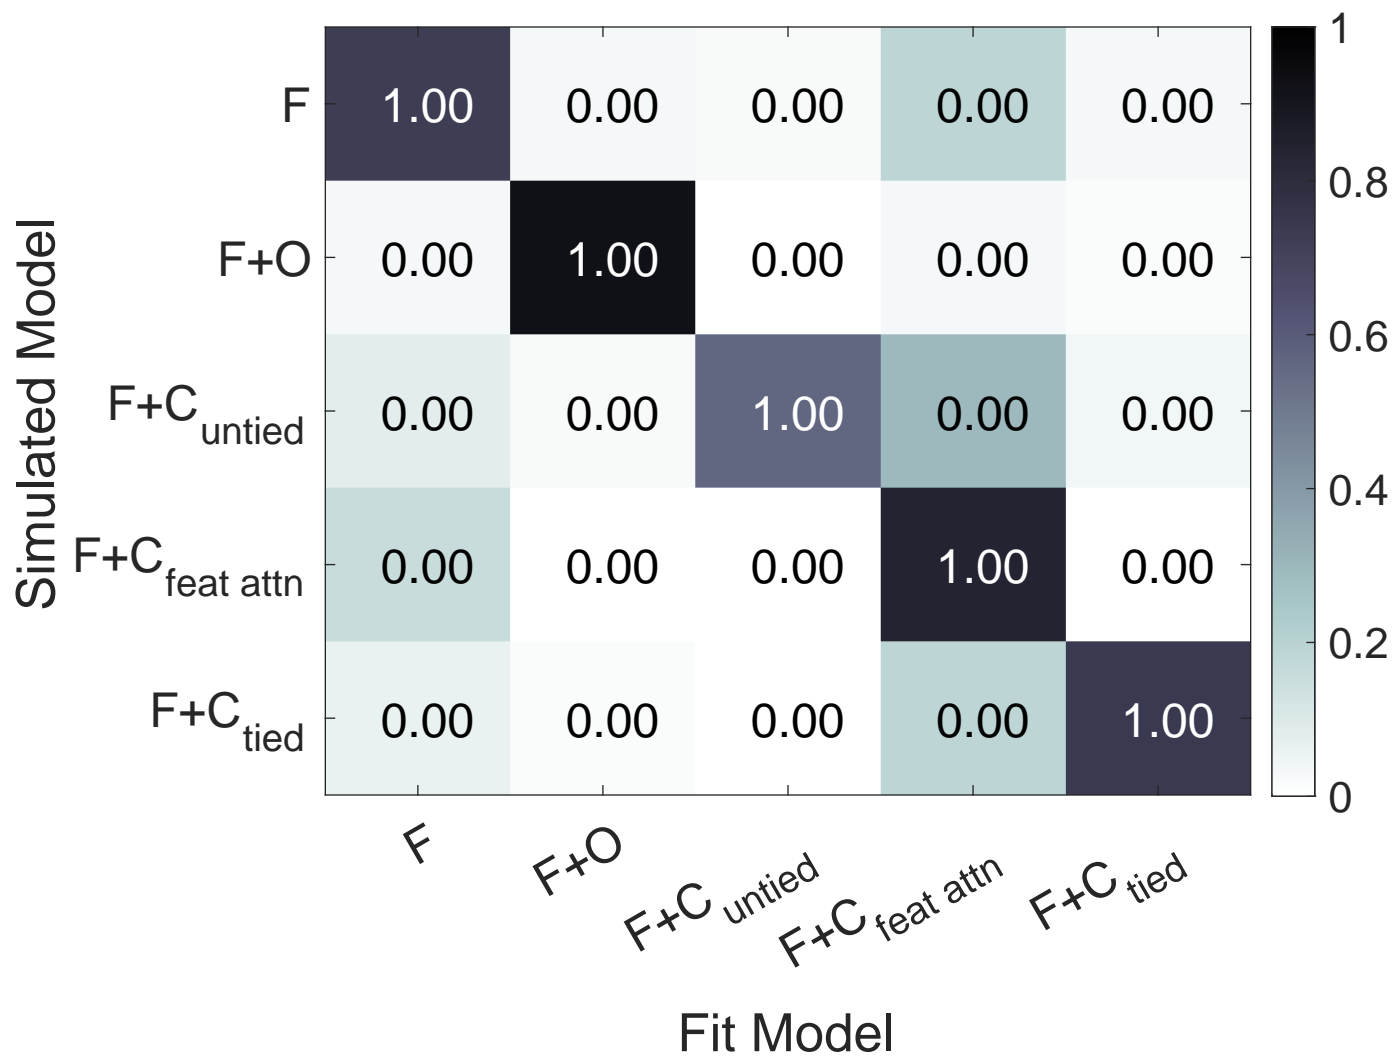 F 1.00 0.00 0.00 0.00 0.00
F+O 0.00 1.00 0.00 0.00 0.00
F+C untied 0.00 0.00 1.00 0.00 0.00
F+C feat attn 0.00 0.00 0.00 1.00 0.00
F+C tied 0.00 0.00 0.00 0.00 1.00
Simulated Model
F F+O F+C untied F+C feat attn F+C tied
Fit Model
1
0.8
0.6
0.4
0.2
0